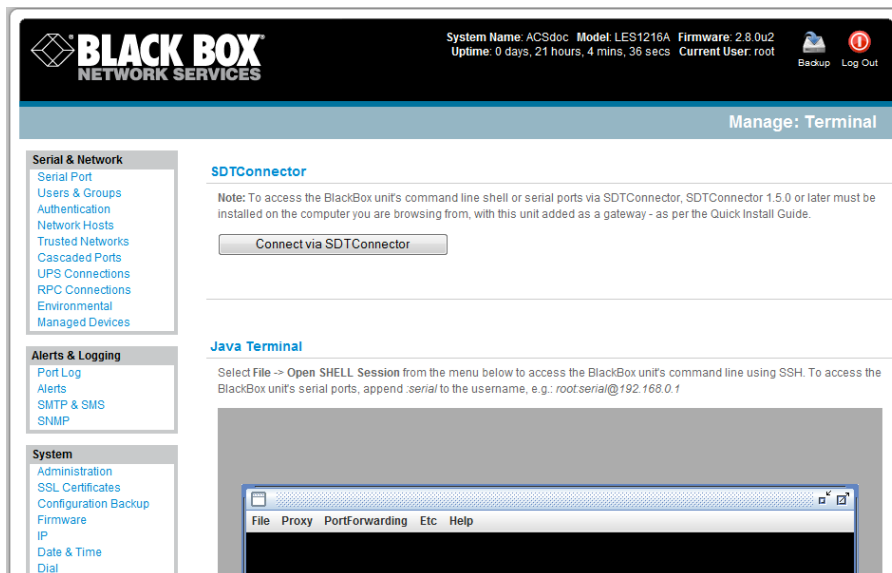 BLACK BOX
NETWORK SERVICES
System Name: ACSdoc Model: LES1216A Firmware: 2.8.0u2
Uptime: 0 days, 21 hours, 4 mins, 36 secs Current User: root
Backup
Log Out
Manage: Terminal
Serial & Network
Serial Port
Users & Groups
Authentication
Network Hosts
Trusted Networks
Cascaded Ports
UPS Connections
RPC Connections
Environmental
Managed Devices
Alerts & Logging
Port Log
Alerts
SMTP & SMS
SNMP
System
Administration
SSL Certificates
Configuration Backup
Firmware
IP
Date & Time
Dial
SDTConnector
Note: To access the BlackBox unit's command line shell or serial ports via SDTConnector, SDTConnector 1.5.0 or later must be
installed on the computer you are browsing from, with this unit added as a gateway - as per the Quick Install Guide.
Connect via SDTConnector
Java Terminal
Select File -> Open SHELL Session from the menu below to access the BlackBox unit's command line using SSH. To access the
BlackBox unit's serial ports, append :serial to the username, e.g.: root:serial@192.168.0.1
File Proxy PortForwarding Etc Help